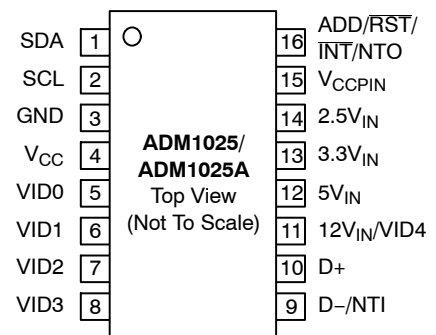 SDA 1
SCL 2
GND 3
VCC 4
VID0 5
VID1 6
VID2 7
VID3 8
ADM1025/
ADM1025A
Top View
(Not To Scale)
16 ADD/RST/
INT/NTO
15 VCCPIN
14 2.5VIN
13 3.3VIN
12 5VIN
11 12VIN/VID4
10 D+
9 D−/NTI